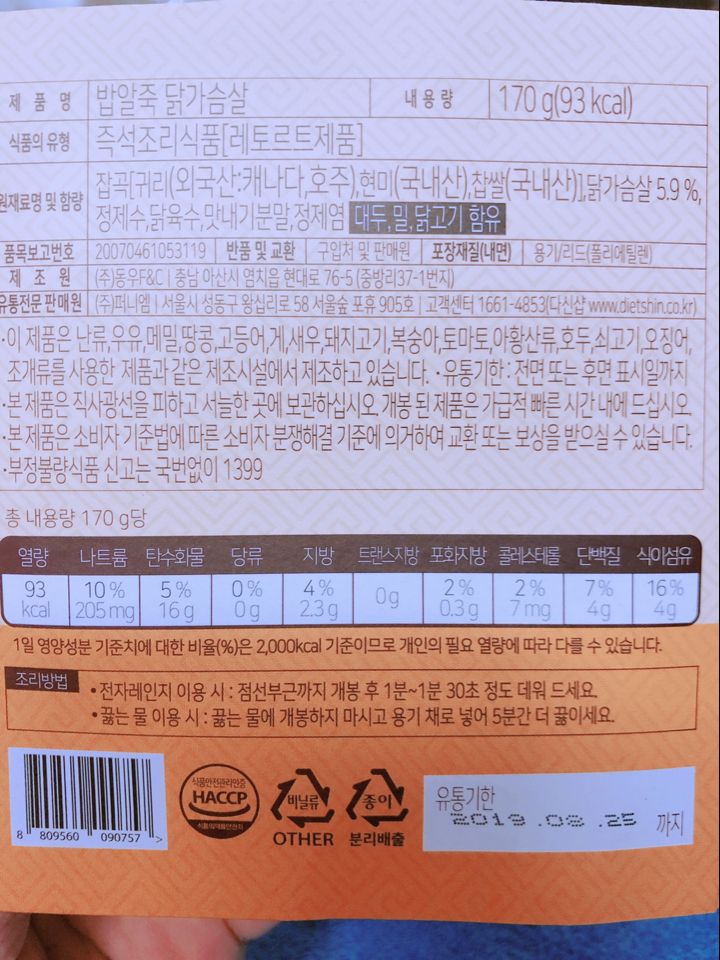 제 품 명 밥알죽 닭가슴살 내 용 량 170 g(93 kcal)
식품의 유형 즉석조리식품[레토르트제품]
원재료명 및 함량 잡곡[귀리(외국산:캐나다,호주),현미(국내산),찹쌀(국내산)],닭가슴살 5.9 %,
정제수,닭육수,맛내기분말,정제염 대두,밀,닭고기 함유
품목보고번호 20070461053119 반품 및 교환 구입처 및 판매원 포장재질(내면) 용기/리드(폴리에틸렌)
제 조 원 (주)동우F&C | 충남 아산시 염치읍 현대로 76-5 (중방리37-1번지)
유통전문 판매원 (주)퍼니엠 | 서울시 성동구 왕십리로 58 서울숲 포휴 905호 | 고객센터 1661-4853(다신샵 www.dietshin.co.kr)
·이 제품은 난류,우유,메밀,땅콩,고등어,게,새우,돼지고기,복숭아,토마토,아황산류,호두,쇠고기,오징어,
조개류를 사용한 제품과 같은 제조시설에서 제조하고 있습니다. ·유통기한 : 전면 또는 후면 표시일까지
·본 제품은 직사광선을 피하고 서늘한 곳에 보관하십시오. 개봉 된 제품은 가급적 빠른 시간 내에 드십시오.
·본 제품은 소비자 기준법에 따른 소비자 분쟁해결 기준에 의거하여 교환 또는 보상을 받으실 수 있습니다.
·부정불량식품 신고는 국번없이 1399
총 내용량 170 g당
열량 나트륨 탄수화물 당류 지방 트랜스지방 포화지방 콜레스테롤 단백질 식이섬유
93 10 % 5 % 0 % 4 % 0g 2 % 2 % 7 % 16 %
kcal 205 mg 16 g 0 g 2.3 g 0.3 g 7 mg 4g 4g
1일 영양성분 기준치에 대한 비율(%)은 2,000kcal 기준이므로 개인의 필요 열량에 따라 다를 수 있습니다.
조리방법
• 전자레인지 이용 시 : 점선부근까지 개봉 후 1분~1분 30초 정도 데워 드세요.
• 끓는 물 이용 시 : 끓는 물에 개봉하지 마시고 용기 채로 넣어 5분간 더 끓이세요.
식품안전관리인증
HACCP
식품의약품안전처
비닐류
OTHER
종이
분리배출
유통기한
2019 .08 .25 까지
8 809560 090757 >